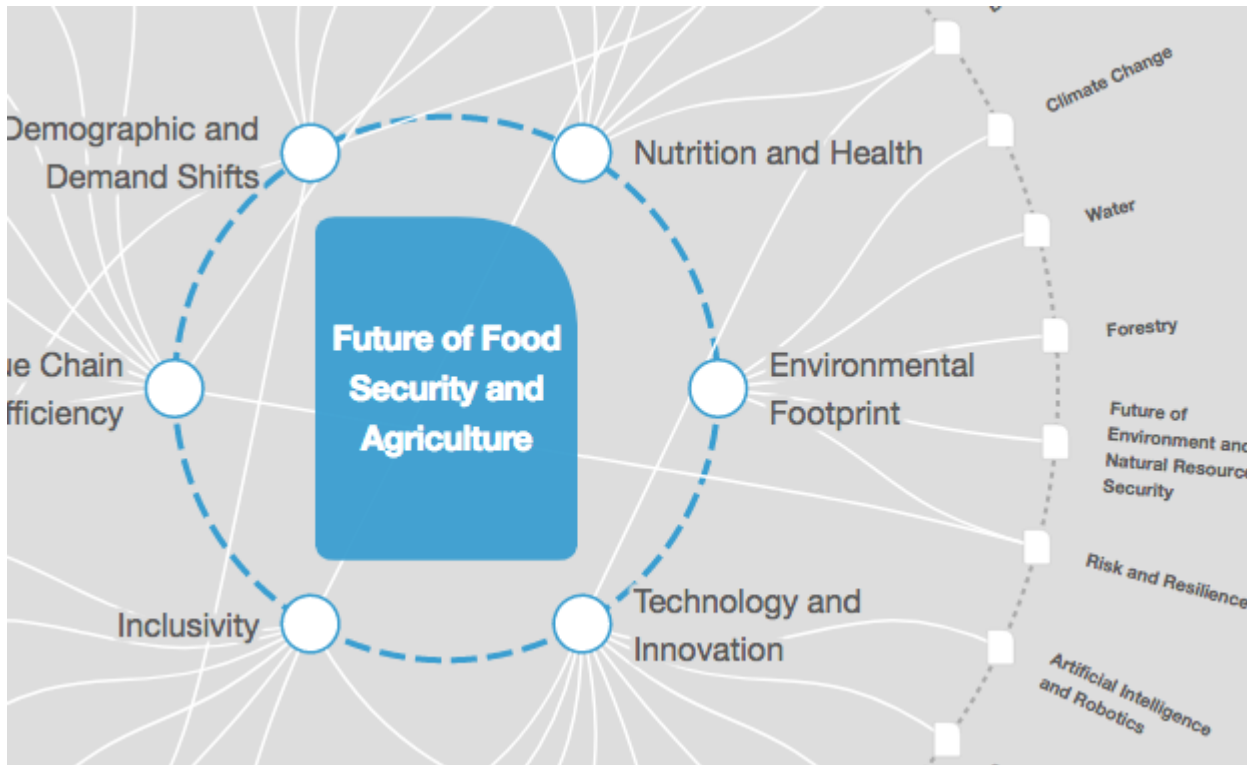 Climate Change
Demographic and
Demand Shifts
Nutrition and Health
Water
Future of Food
Security and
Agriculture
Forestry
Chain
Environmental
Footprint
Future of
Environment and
Natural Resource
Security
Risk and Resilience
Inclusivity
Technology and
Innovation
Artificial Intelligence
and Robotics